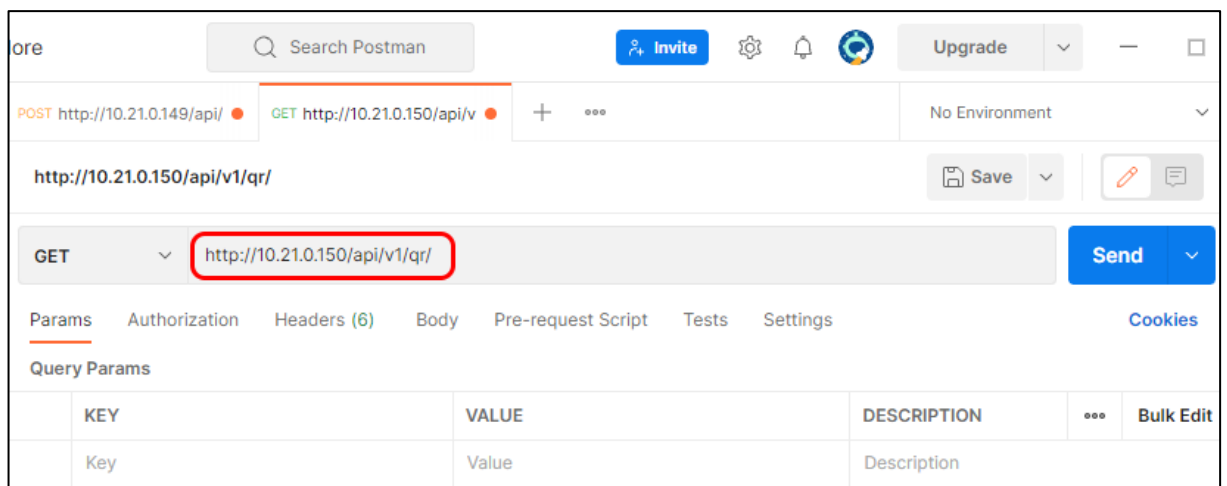 lore Search Postman Invite Upgrade
POST http://10.21.0.149/api/ GET http://10.21.0.150/api/v No Environment
http://10.21.0.150/api/v1/qr/ Save
GET http://10.21.0.150/api/v1/qr/ Send
Params Authorization Headers (6) Body Pre-request Script Tests Settings Cookies
Query Params
KEY VALUE DESCRIPTION Bulk Edit
Key Value Description